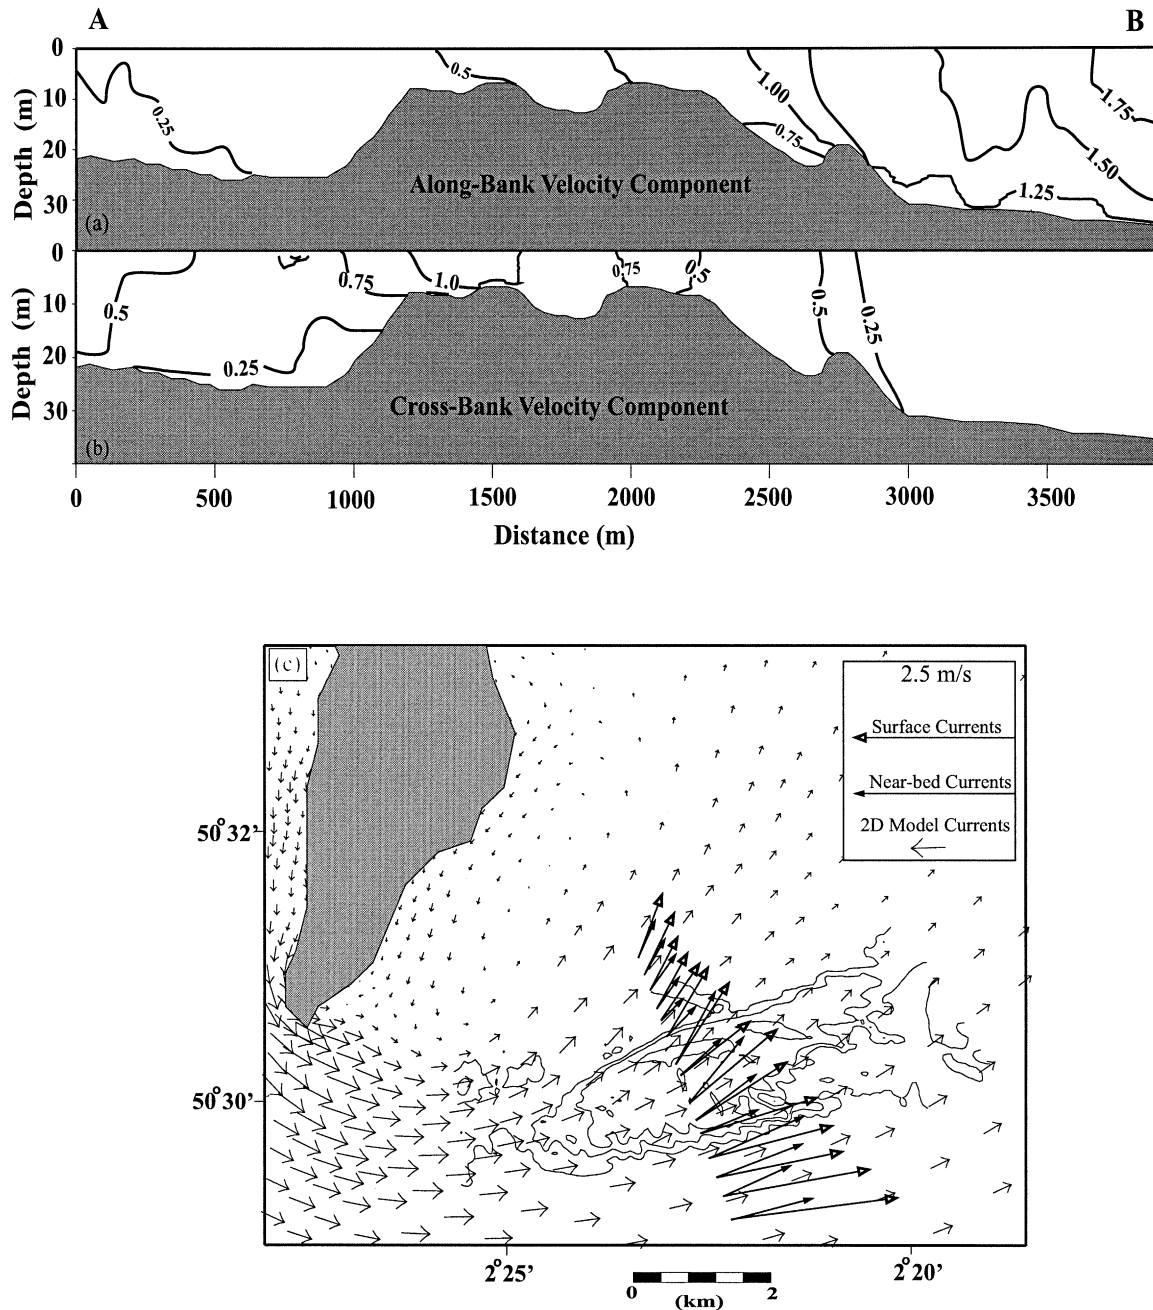 A B
0
10
20
30
Depth (m)
0.25
0.5
1.00
0.75
1.75
1.50
1.25
Along-Bank Velocity Component
(a)
0
10
20
30
Depth (m)
0.5
0.25
0.75
1.0
0.75
0.5
0.5
0.25
Cross-Bank Velocity Component
(b)
0 500 1000 1500 2000 2500 3000 3500
Distance (m)
(c)
2.5 m/s
Surface Currents
Near-bed Currents
2D Model Currents
50°32'
50°30'
2°25' 2°20'
0 2
(km)